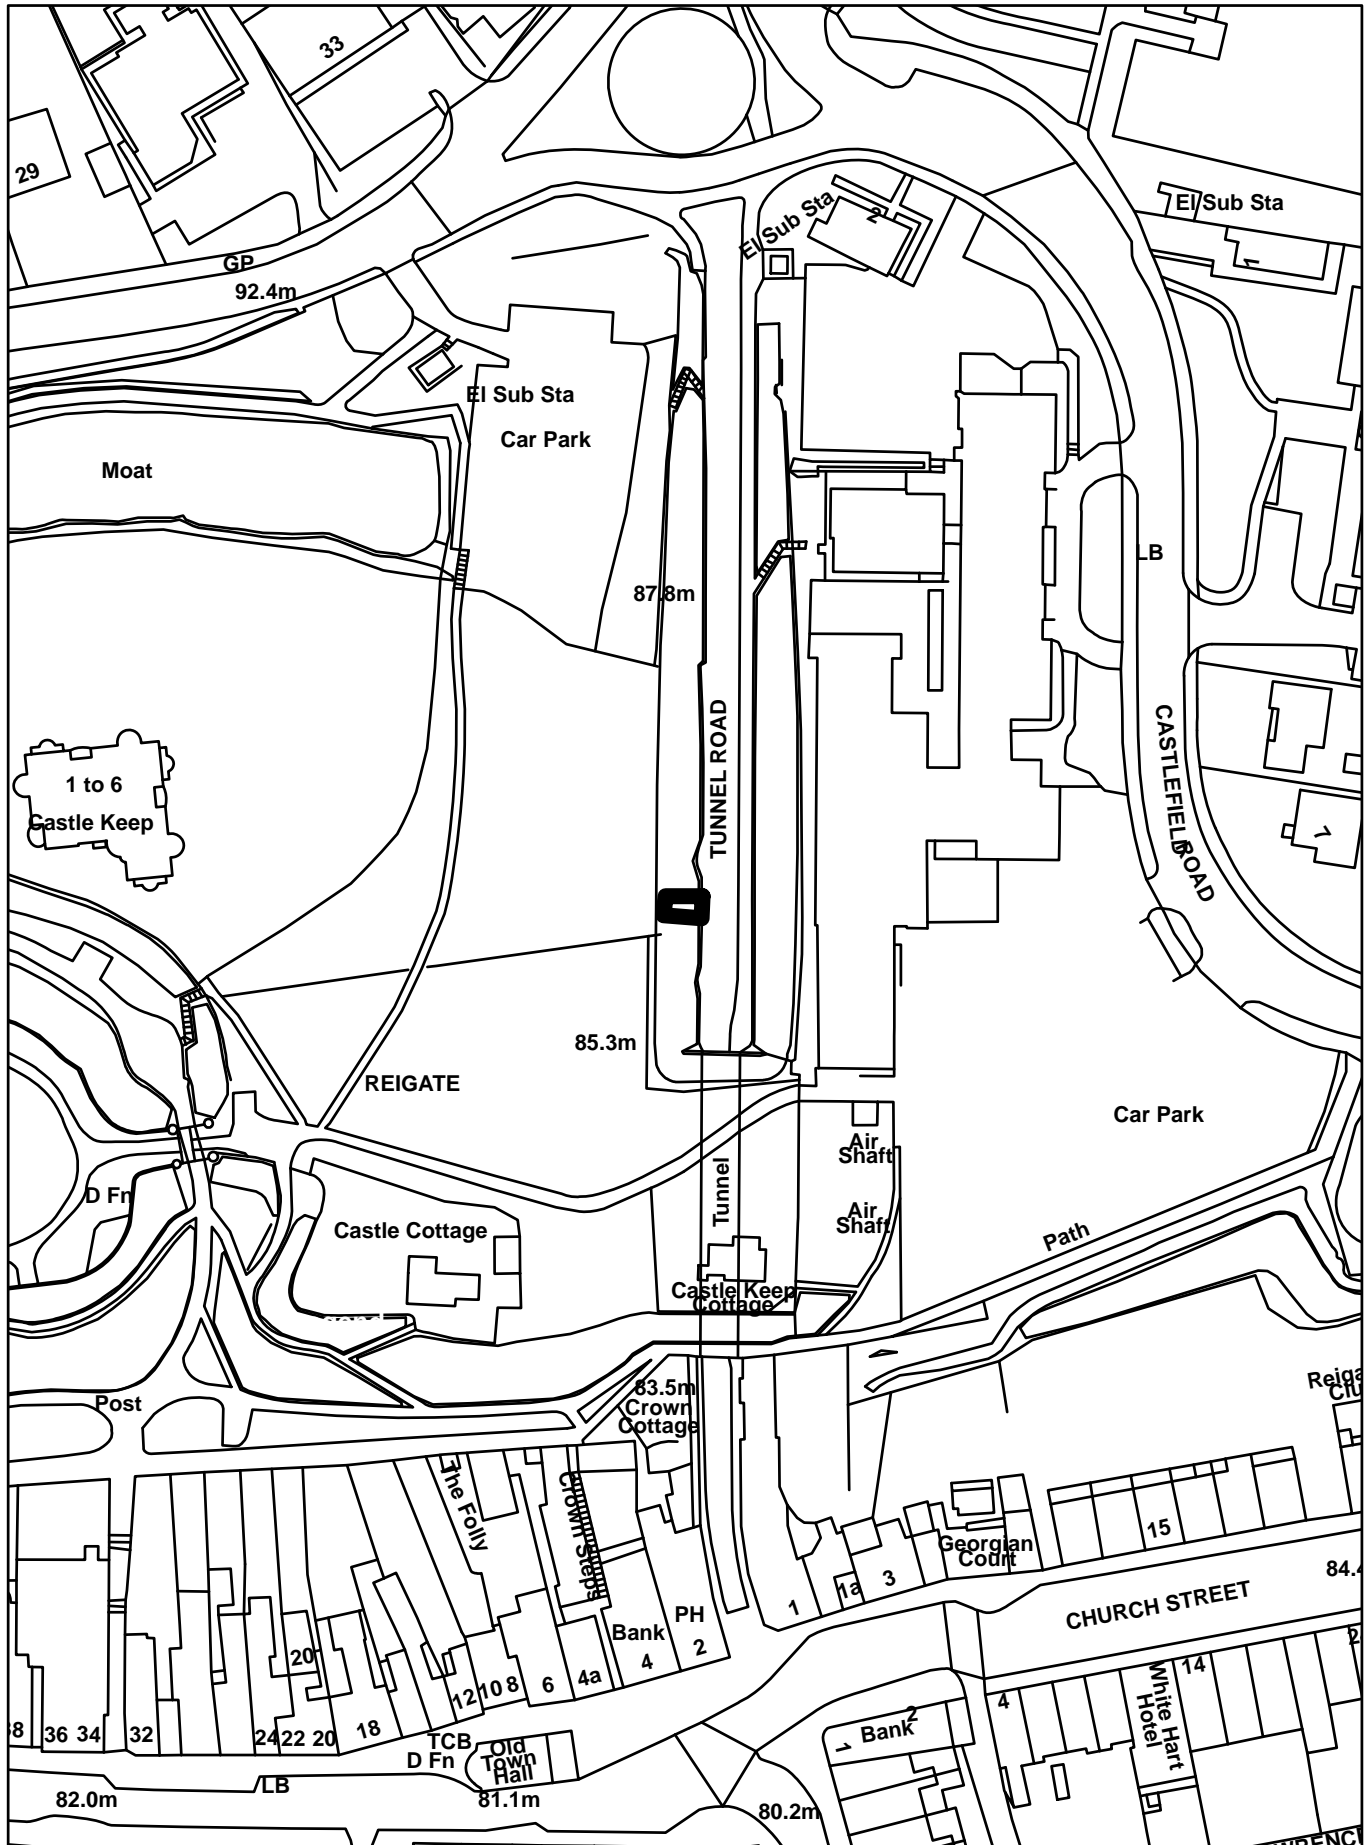 33
29
El Sub Sta
El Sub Sta
2
1
GP
92.4m
El Sub Sta
Car Park
Moat
LB
87.8m
TUNNEL ROAD
CASTLEFIELD ROAD
1 to 6
Castle Keep
7
85.3m
REIGATE
Car Park
Air
Shaft
Tunnel
D Fn
Air
Shaft
Castle Cottage
Path
Castle Keep
Cottage
83.5m
Crown
Cottage
Post
The Folly
Crown Steps
Georgian
Court
15
84.4
CHURCH STREET
1
1a
3
PH
2
Bank
4
4a
6
8
10
12
18
20
20
22
24
32
34
36
38
14
White Hart
Hotel
4
2
Bank
1
TCB
D Fn
Old
Town
Hall
LB
82.0m
81.1m
80.2m